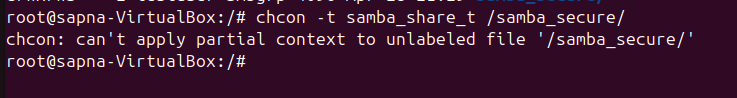 root@sapna-VirtualBox:/# chcon -t samba_share_t /samba_secure/
chcon: can't apply partial context to unlabeled file '/samba_secure/'
root@sapna-VirtualBox:/#